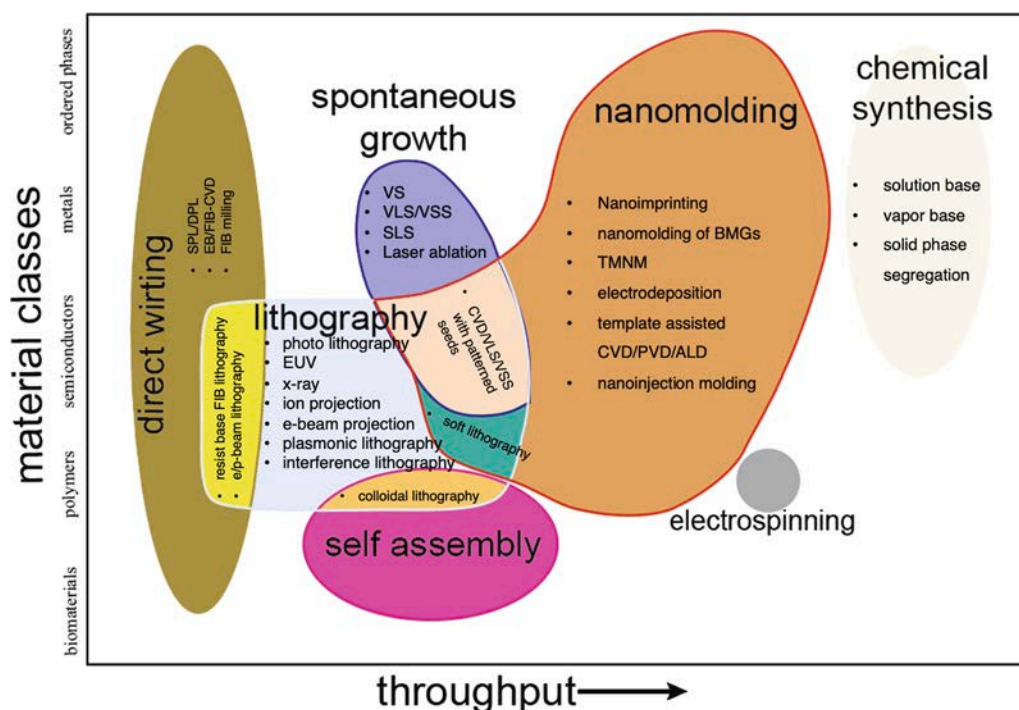 material classes
ordered phases
metals
semiconductors
polymers
biomaterials
direct wirting
SPL/DPL
EB/FIB-CVD
FIB milling
resist base FIB lithography
e/p-beam lithography
spontaneous
growth
VS
VLS/VSS
SLS
Laser ablation
lithography
photo lithography
EUV
x-ray
ion projection
e-beam projection
plasmonic lithography
interference lithography
CVD/VLS/VSS
with patterned
seeds
soft lithography
colloidal lithography
self assembly
nanomolding
Nanoimprinting
nanomolding of BMGs
TMNM
electrodeposition
template assisted
CVD/PVD/ALD
nanoinjection molding
electrospinning
chemical
synthesis
solution base
vapor base
solid phase
segregation
throughput